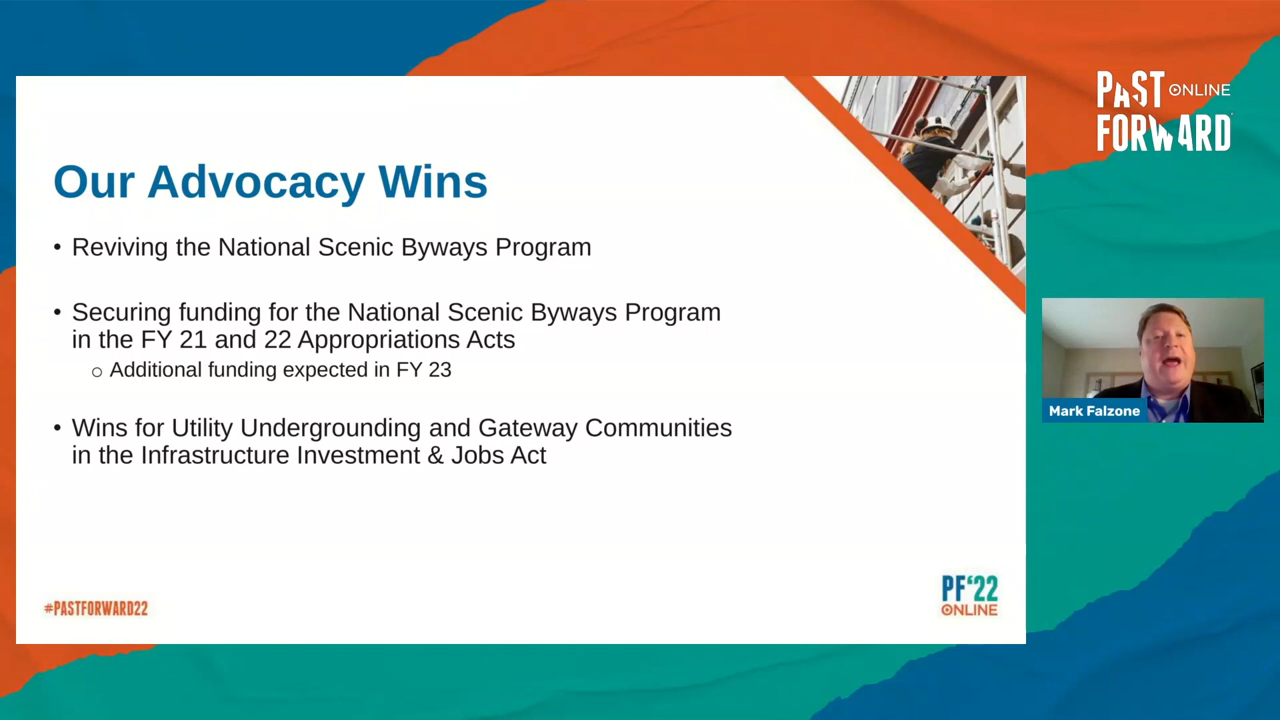 Our Advocacy Wins
• Reviving the National Scenic Byways Program
• Securing funding for the National Scenic Byways Program
in the FY 21 and 22 Appropriations Acts
o Additional funding expected in FY 23
• Wins for Utility Undergrounding and Gateway Communities
in the Infrastructure Investment & Jobs Act
#PASTFORWARD22
PF‘22
ONLINE
PAST ONLINE
FORWARD
Mark Falzone